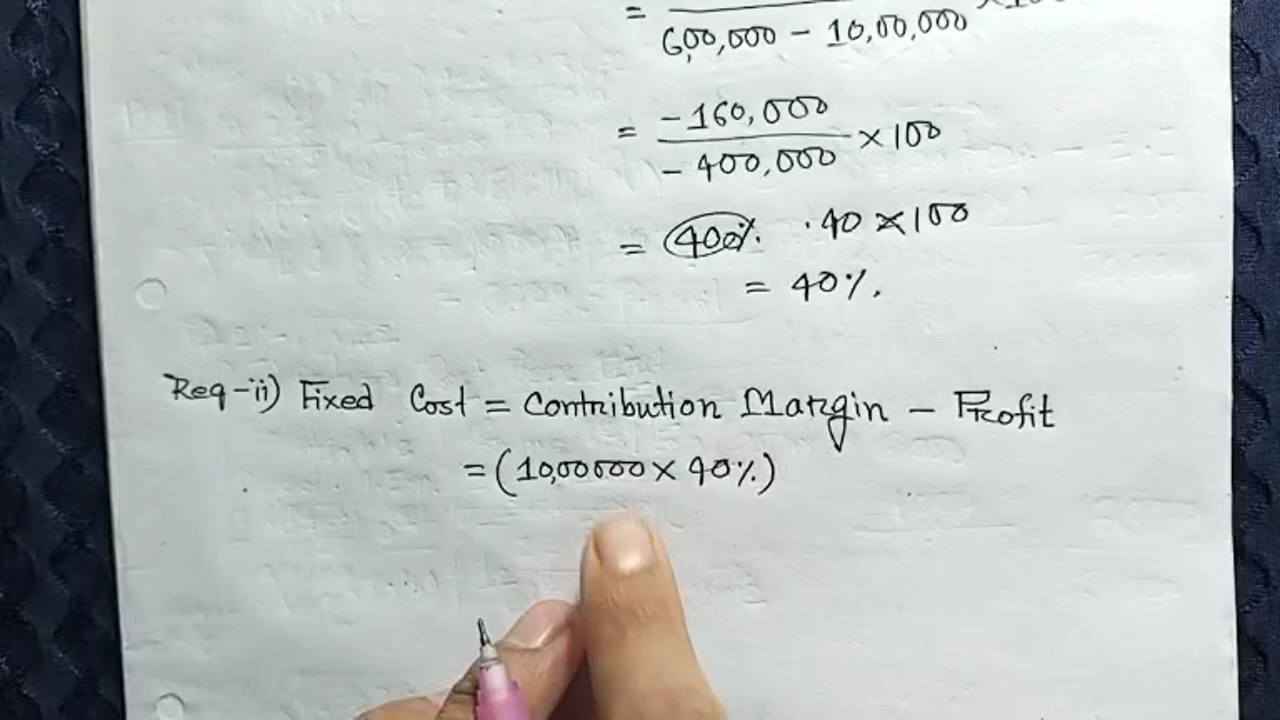 =
600,000 - 10,00,000
= -160,000 / -400,000 × 100
= 400%. .40 × 100
= 40%.
Req-ii) Fixed Cost = Contribution Margin - Profit
= (10,00000 × 40%.)